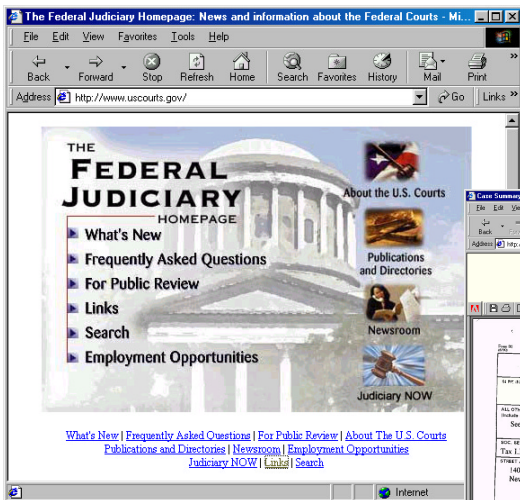 The Federal Judiciary Homepage: News and information about the Federal Courts - Mi...
File Edit View Favorites Tools Help
Back Forward Stop Refresh Home Search Favorites History Mail Print
Address http://www.uscourts.gov/ Go Links »
THE
FEDERAL
JUDICIARY
HOMEPAGE
What's New
Frequently Asked Questions
For Public Review
Links
Search
Employment Opportunities
About the U.S. Courts
Publications
and Directories
Newsroom
Judiciary NOW
What's New | Frequently Asked Questions | For Public Review | About The U.S. Courts
Publications and Directories | Newsroom | Employment Opportunities
Judiciary NOW | Links | Search
Internet
Case Summary
File Edit
Back
Address
See
Tax I.